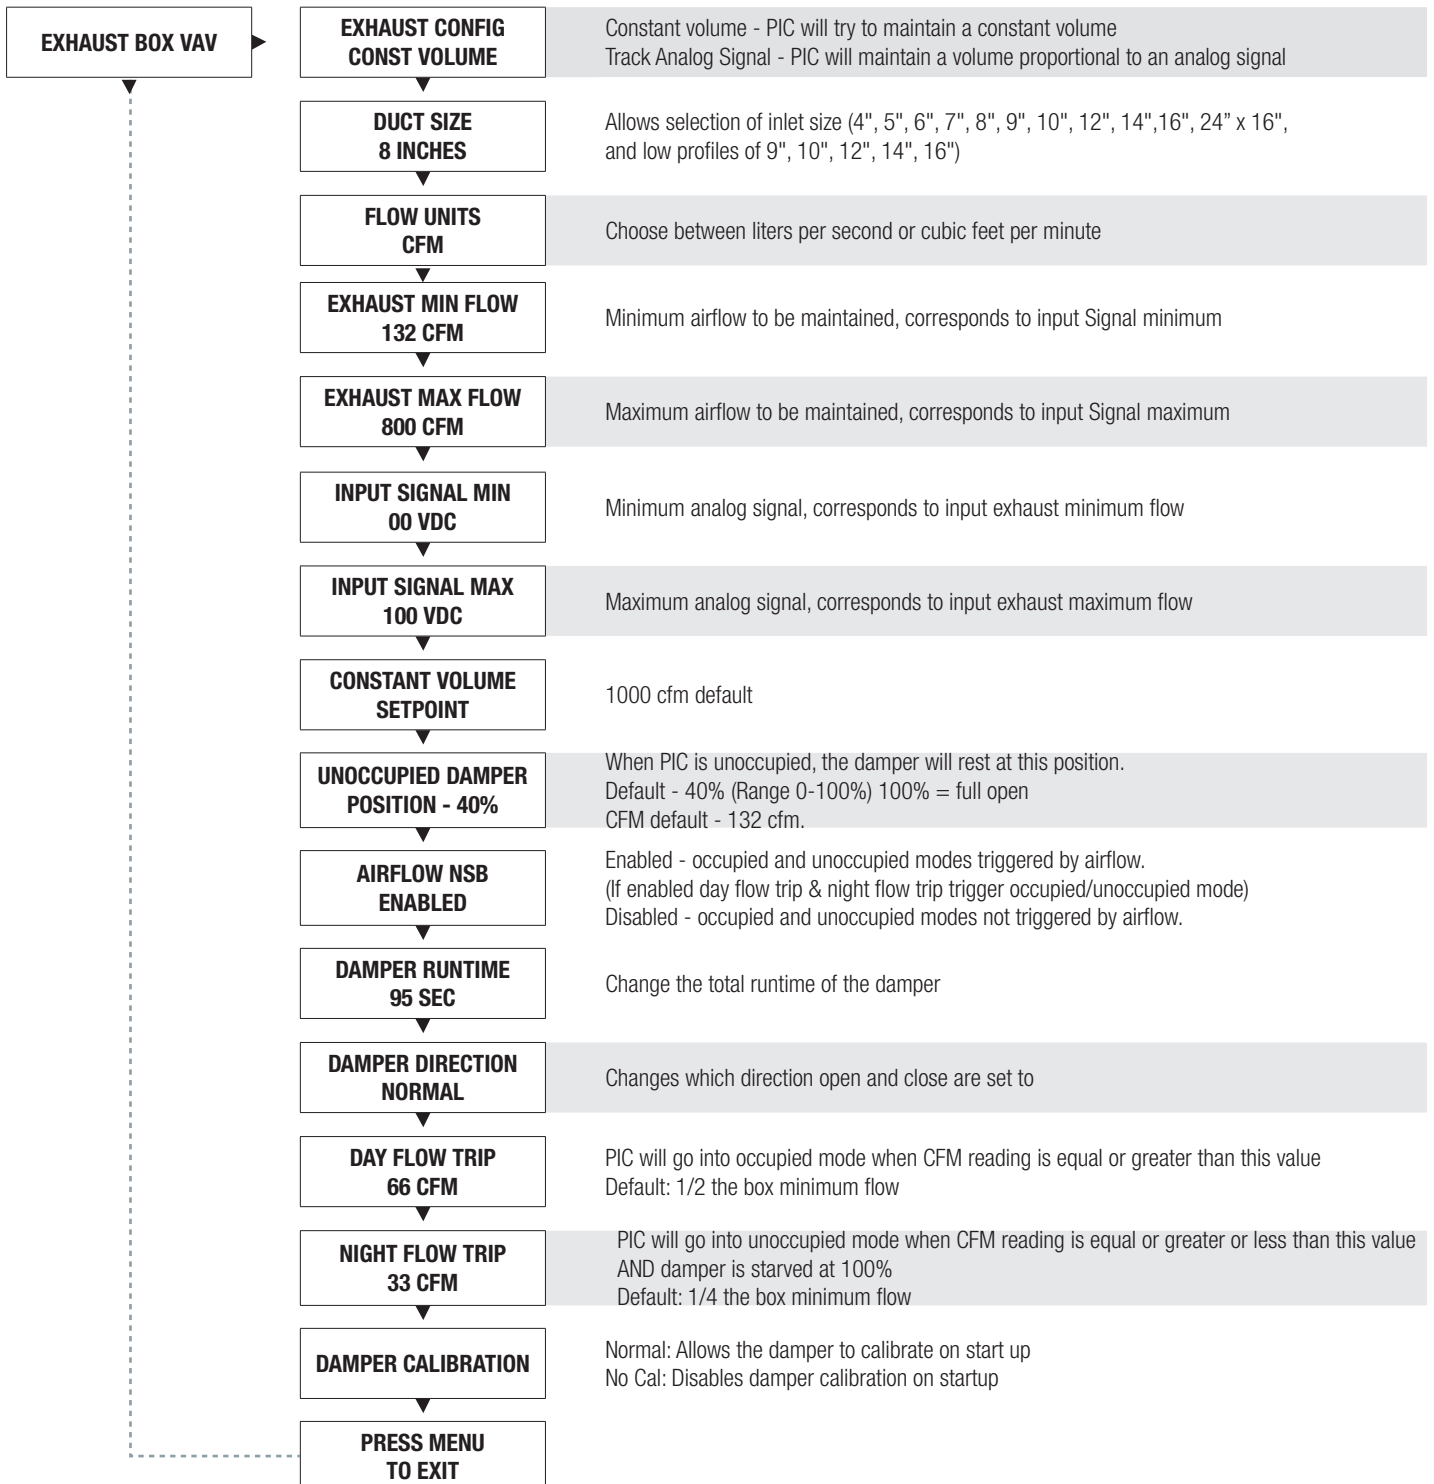 EXHAUST BOX VAV
EXHAUST CONFIG
CONST VOLUME
Constant volume - PIC will try to maintain a constant volume
Track Analog Signal - PIC will maintain a volume proportional to an analog signal
DUCT SIZE
8 INCHES
Allows selection of inlet size (4", 5", 6", 7", 8", 9", 10", 12", 14",16", 24” x 16",
and low profiles of 9", 10", 12", 14", 16")
FLOW UNITS
CFM
Choose between liters per second or cubic feet per minute
EXHAUST MIN FLOW
132 CFM
Minimum airflow to be maintained, corresponds to input Signal minimum
EXHAUST MAX FLOW
800 CFM
Maximum airflow to be maintained, corresponds to input Signal maximum
INPUT SIGNAL MIN
00 VDC
Minimum analog signal, corresponds to input exhaust minimum flow
INPUT SIGNAL MAX
100 VDC
Maximum analog signal, corresponds to input exhaust maximum flow
CONSTANT VOLUME
SETPOINT
1000 cfm default
UNOCCUPIED DAMPER
POSITION - 40%
When PIC is unoccupied, the damper will rest at this position.
Default - 40% (Range 0-100%) 100% = full open
CFM default - 132 cfm.
AIRFLOW NSB
ENABLED
Enabled - occupied and unoccupied modes triggered by airflow.
(If enabled day flow trip & night flow trip trigger occupied/unoccupied mode)
Disabled - occupied and unoccupied modes not triggered by airflow.
DAMPER RUNTIME
95 SEC
Change the total runtime of the damper
DAMPER DIRECTION
NORMAL
Changes which direction open and close are set to
DAY FLOW TRIP
66 CFM
PIC will go into occupied mode when CFM reading is equal or greater than this value
Default: 1/2 the box minimum flow
NIGHT FLOW TRIP
33 CFM
PIC will go into unoccupied mode when CFM reading is equal or greater or less than this value
AND damper is starved at 100%
Default: 1/4 the box minimum flow
DAMPER CALIBRATION
Normal: Allows the damper to calibrate on start up
No Cal: Disables damper calibration on startup
PRESS MENU
TO EXIT